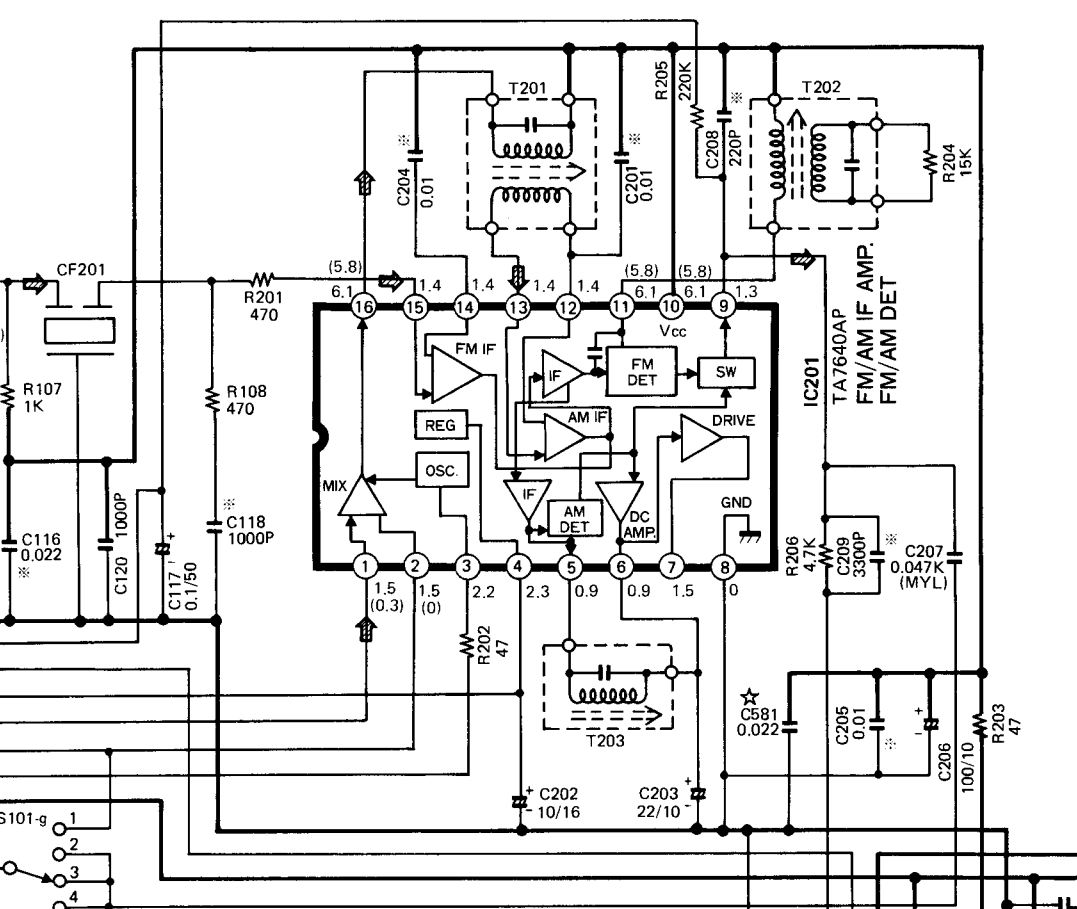 T201
T202
R205
220K
※
C208
220P
※
C204
0.01
※
C201
0.01
R204
15K
CF201
R201
470
(5.8)
6.1
1.4
1.4
1.4
1.4
(5.8)
6.1
(5.8)
6.1
1.3
16
15
14
13
12
11
10
9
Vcc
FM IF
IF
FM
DET
SW
REG
AM IF
DRIVE
OSC.
MIX
IF
AM
DET
DC
AMP.
GND
IC201
TA7640AP
FM/AM IF AMP.
FM/AM DET
)
R107
1K
R108
470
C116
0.022
※
C120
1000P
C117
0.1/50
+
-
※
C118
1000P
1
2
3
4
5
6
7
8
1.5
(0.3)
1.5
(0)
2.2
2.3
0.9
0.9
1.5
0
R202
47
R206
4.7K
C209
3300P
※
C207
0.047K
(MYL)
T203
☆
C581
0.022
C205
0.01
※
+
-
C206
100/10
R203
47
+
-
C202
10/16
C203
22/10
+
-
S101-g
1
2
3
4